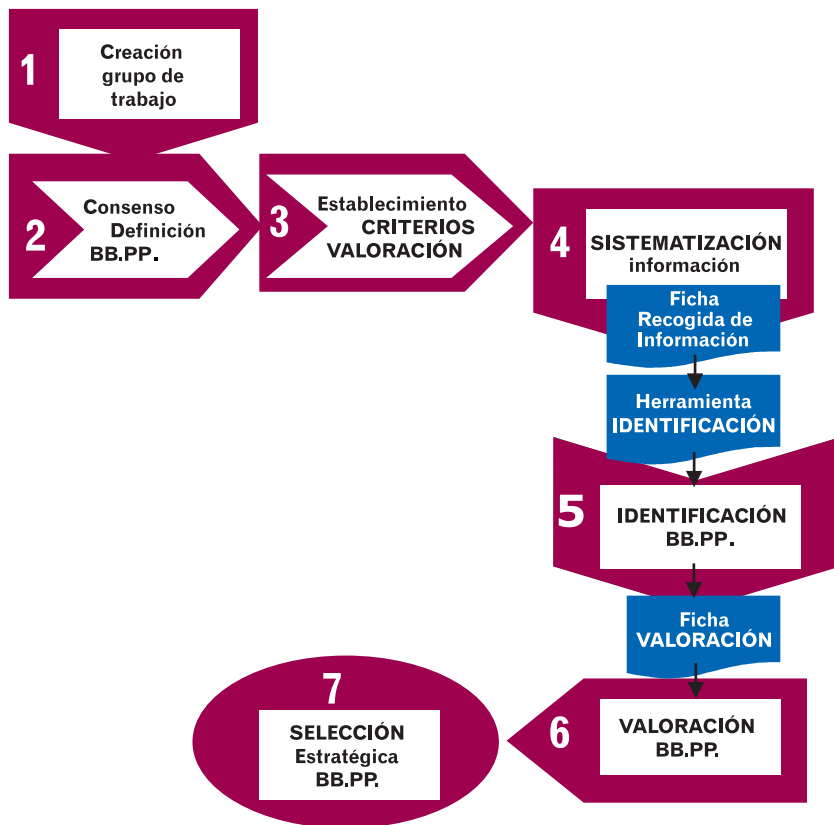 1
Creación
grupo de
trabajo
2
Consenso
Definición
BB.PP.
3
Establecimiento
CRITERIOS
VALORACIÓN
4
SISTEMATIZACIÓN
información
Ficha
Recogida de
Información
Herramienta
IDENTIFICACIÓN
5
IDENTIFICACIÓN
BB.PP.
Ficha
VALORACIÓN
6
VALORACIÓN
BB.PP.
7
SELECCIÓN
Estratégica
BB.PP.